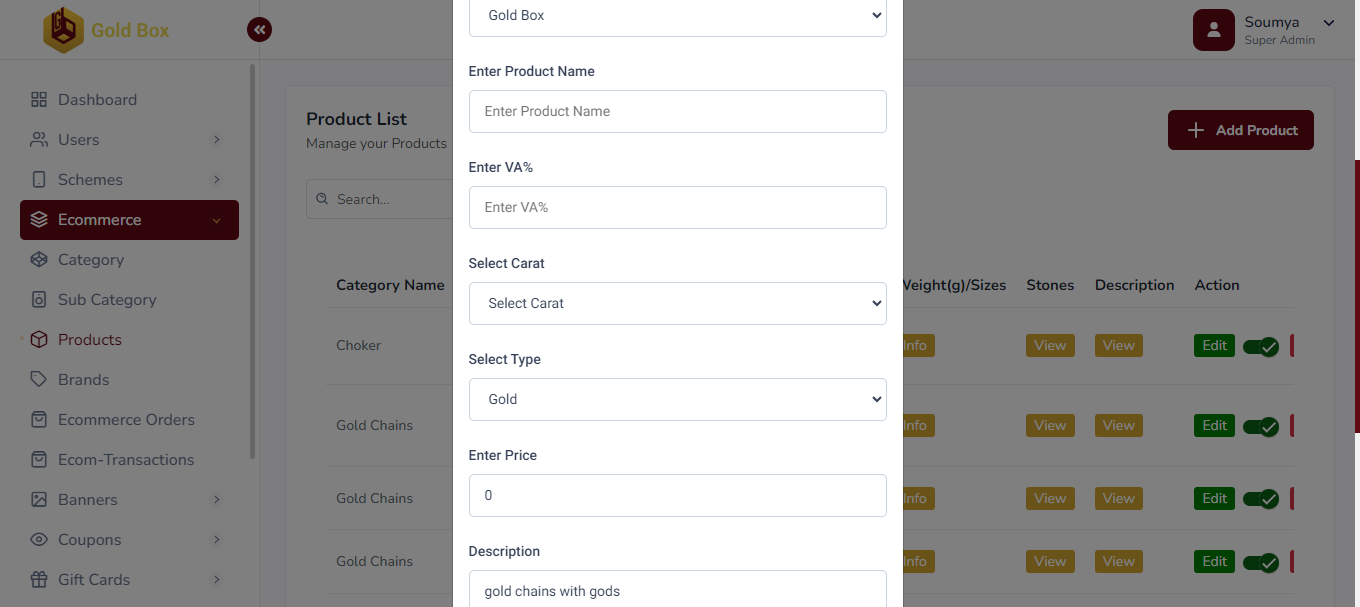 Gold Box
Gold Box
Soumya
Super Admin
Dashboard
Users
Schemes
Ecommerce
Category
Sub Category
Products
Brands
Ecommerce Orders
Ecom-Transactions
Banners
Coupons
Gift Cards
Product List
Manage your Products
Add Product
Search...
Enter Product Name
Enter Product Name
Enter VA%
Enter VA%
Select Carat
Select Carat
Select Type
Gold
Enter Price
0
Description
gold chains with gods
Category Name Weight(g)/Sizes Stones Description Action
Choker Info View View Edit
Gold Chains Info View View Edit
Gold Chains Info View View Edit
Gold Chains Info View View Edit